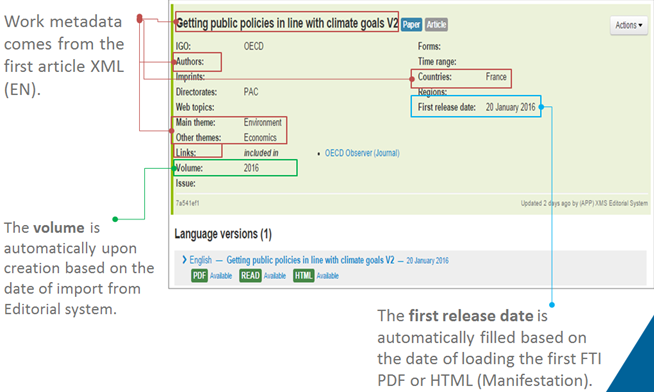 Work metadata
comes from the
first article XML
(EN).
Getting public policies in line with climate goals V2 Paper Article
Actions
IGO: OECD
Authors:
Imprints:
Directorates: PAC
Web topics:
Main theme: Environment
Other themes: Economics
Links: included in • OECD Observer (Journal)
Volume: 2016
Issue:
Forms:
Time range:
Countries: France
Regions:
First release date: 20 January 2016
7a541ef1
Updated 2 days ago by (APP) XMS Editorial System
Language versions (1)
English — Getting public policies in line with climate goals V2 — 20 January 2016
PDF Available READ Available HTML Available
The volume is
automatically upon
creation based on the
date of import from
Editorial system.
The first release date is
automatically filled based on
the date of loading the first FTI
PDF or HTML (Manifestation).